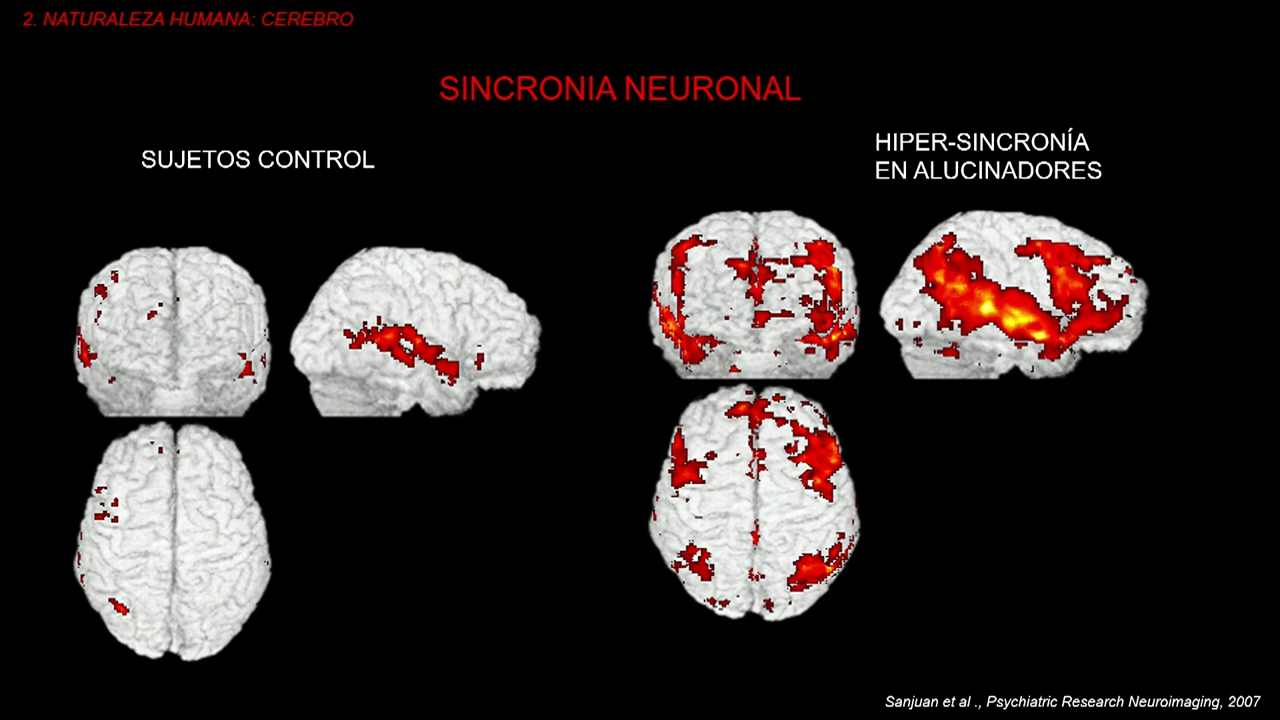 2. NATURALEZA HUMANA: CEREBRO
SINCRONIA NEURONAL
SUJETOS CONTROL
HIPER-SINCRONÍA
EN ALUCINADORES
Sanjuan et al ., Psychiatric Research Neuroimaging, 2007